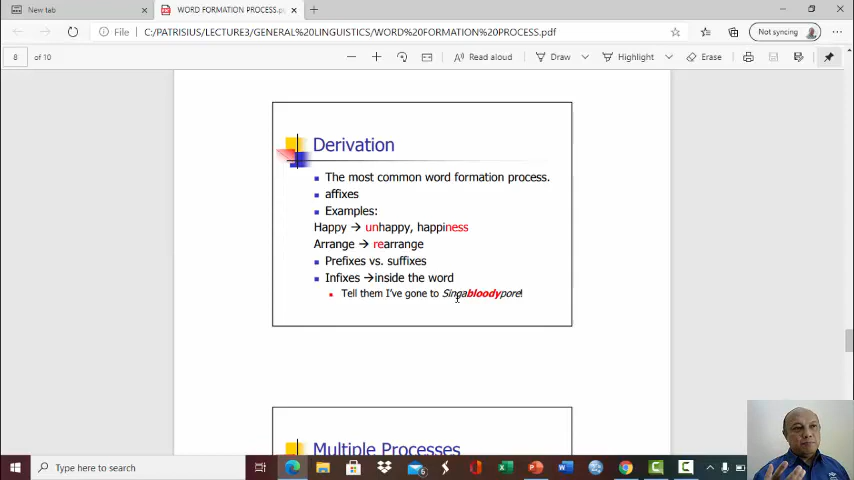 New tab
WORD FORMATION PROCESS.p
Not syncing
File
C:/PATRISIUS/LECTURE3/GENERAL%20LINGUISTICS/WORD%20FORMATION%20PROCESS.pdf
8 of 10
Read aloud
Draw
Highlight
Erase
Derivation
The most common word formation process.
affixes
Examples:
Happy → unhappy, happiness
Arrange → rearrange
Prefixes vs. suffixes
Infixes →inside the word
Tell them I've gone to Singabloodypore!
Multiple Processes
Type here to search